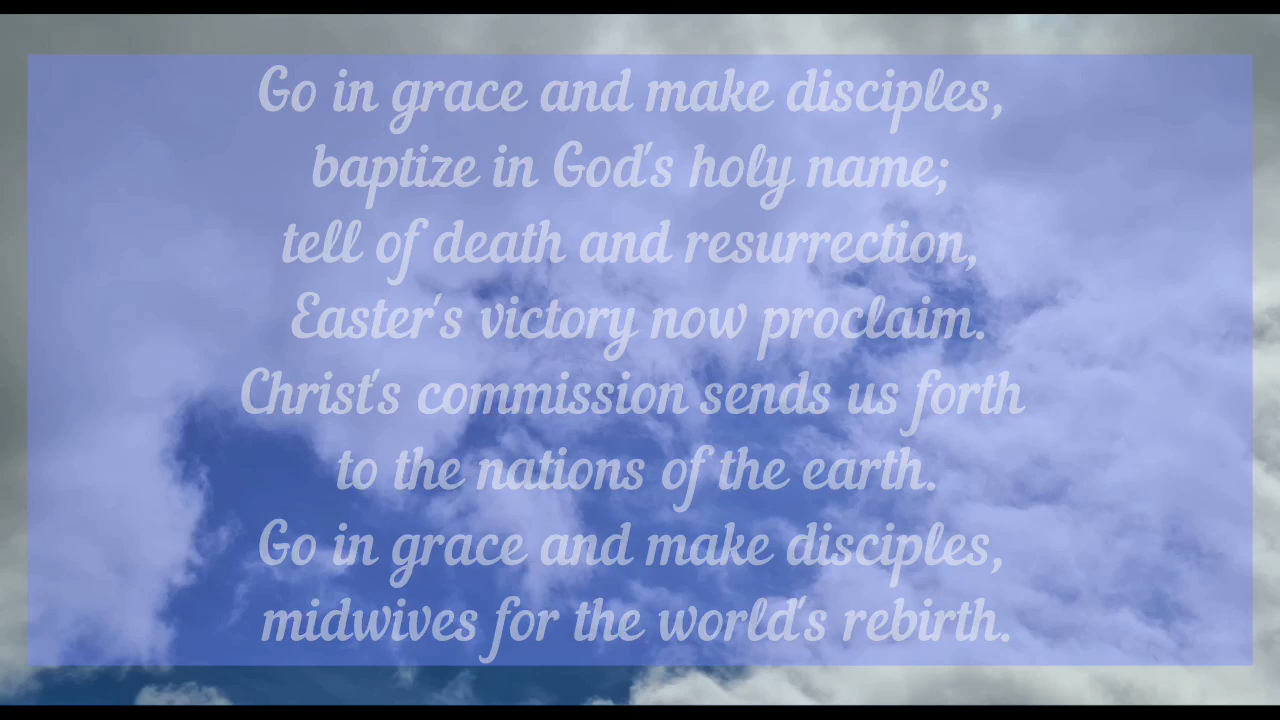 Go in grace and make disciples,
baptize in God's holy name;
tell of death and resurrection,
Easter's victory now proclaim.
Christ's commission sends us forth
to the nations of the earth.
Go in grace and make disciples,
midwives for the world's rebirth.